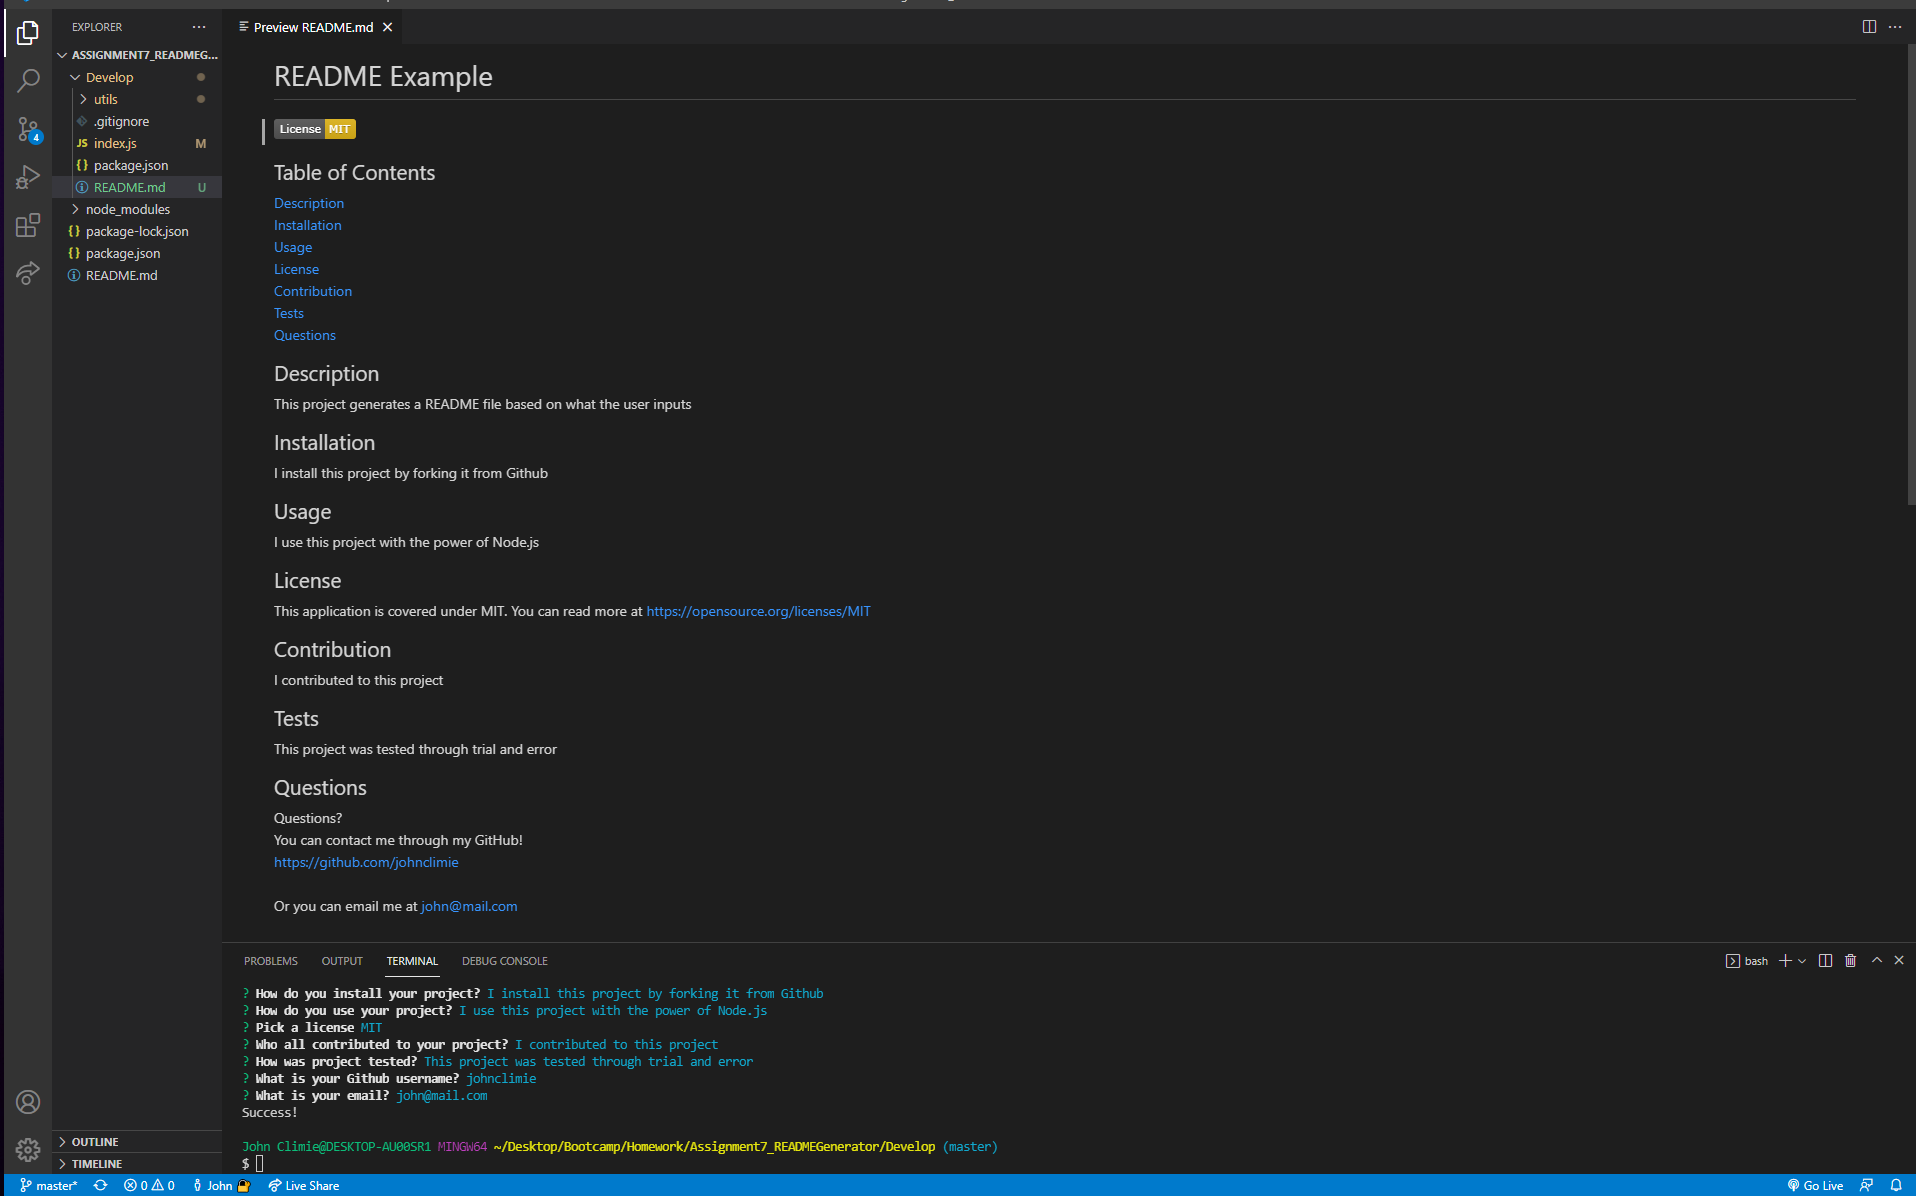 EXPLORER
ASSIGNMENT7_READMEG...
Develop
utils
.gitignore
JS index.js M
{} package.json
README.md U
node_modules
{} package-lock.json
{} package.json
README.md
4
OUTLINE
TIMELINE
Preview README.md
README Example
License MIT
Table of Contents
Description
Installation
Usage
License
Contribution
Tests
Questions
Description
This project generates a README file based on what the user inputs
Installation
I install this project by forking it from Github
Usage
I use this project with the power of Node.js
License
This application is covered under MIT. You can read more at https://opensource.org/licenses/MIT
Contribution
I contributed to this project
Tests
This project was tested through trial and error
Questions
Questions?
You can contact me through my GitHub!
https://github.com/johnclimie
Or you can email me at john@mail.com
PROBLEMS OUTPUT TERMINAL DEBUG CONSOLE bash
? How do you install your project? I install this project by forking it from Github
? How do you use your project? I use this project with the power of Node.js
? Pick a license MIT
? Who all contributed to your project? I contributed to this project
? How was project tested? This project was tested through trial and error
? What is your Github username? johnclimie
? What is your email? john@mail.com
Success!
John Climie@DESKTOP-AU00SR1 MINGW64 ~/Desktop/Bootcamp/Homework/Assignment7_READMEGenerator/Develop (master)
$
master* 0 0 John Live Share Go Live